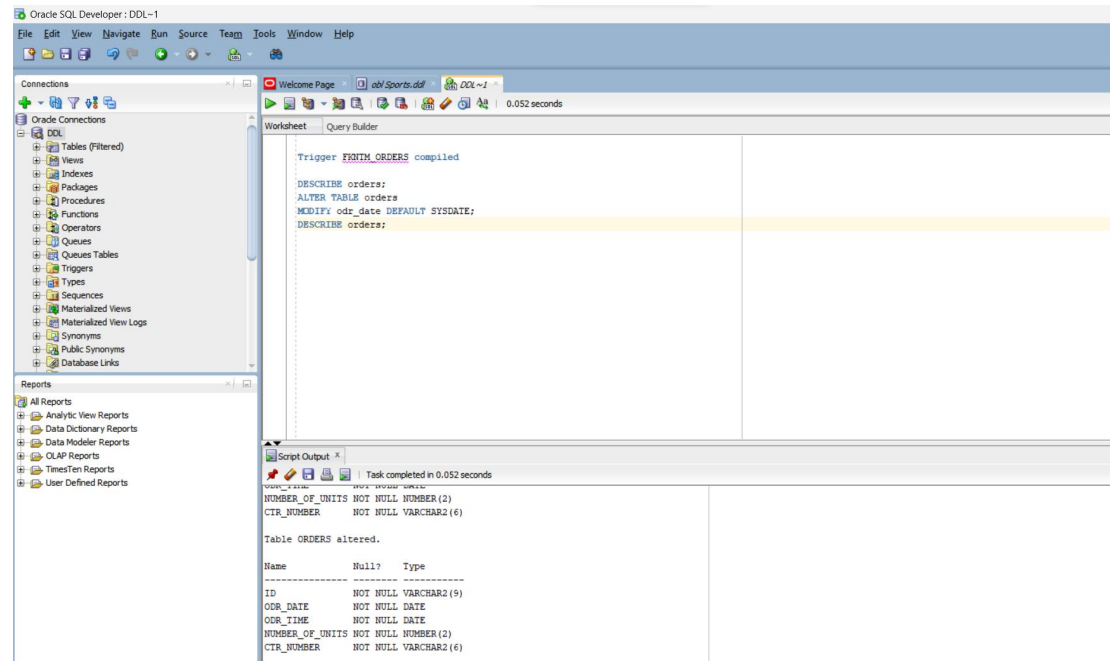 Oracle SQL Developer : DDL~1
File Edit View Navigate Run Source Team Tools Window Help
Connections
Welcome Page
obl Sports.ddl
DDL~1
0.052 seconds
Oracle Connections
DDL
Tables (Filtered)
Views
Indexes
Packages
Procedures
Functions
Operators
Queues
Queues Tables
Triggers
Types
Sequences
Materialized Views
Materialized View Logs
Synonyms
Public Synonyms
Database Links
Reports
All Reports
Analytic View Reports
Data Dictionary Reports
Data Modeler Reports
OLAP Reports
TimesTen Reports
User Defined Reports
Worksheet Query Builder
Trigger FKNTM_ORDERS compiled
DESCRIBE orders;
ALTER TABLE orders
MODIFY odr_date DEFAULT SYSDATE;
DESCRIBE orders;
Script Output
Task completed in 0.052 seconds
ODR_TIME NOT NULL DATE
NUMBER_OF_UNITS NOT NULL NUMBER(2)
CTR_NUMBER NOT NULL VARCHAR2(6)
Table ORDERS altered.
Name Null? Type
--------------- -------- -----------
ID NOT NULL VARCHAR2(9)
ODR_DATE NOT NULL DATE
ODR_TIME NOT NULL DATE
NUMBER_OF_UNITS NOT NULL NUMBER(2)
CTR_NUMBER NOT NULL VARCHAR2(6)